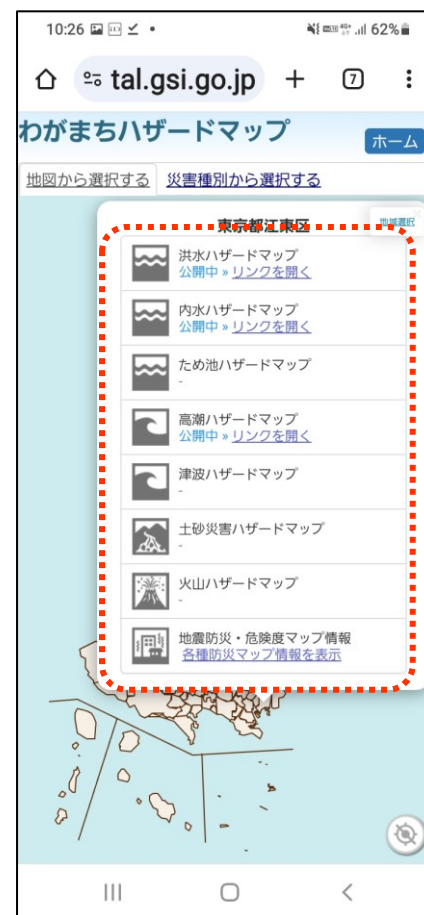 10:26 62%
tal.gsi.go.jp 7
わがまちハザードマップ
ホーム
地図から選択する 災害種別から選択する
東京都江東区 地域選択
洪水ハザードマップ
公開中 » リンクを開く
内水ハザードマップ
公開中 » リンクを開く
ため池ハザードマップ
-
高潮ハザードマップ
公開中 » リンクを開く
津波ハザードマップ
-
土砂災害ハザードマップ
-
火山ハザードマップ
-
地震防災・危険度マップ情報
各種防災マップ情報を表示